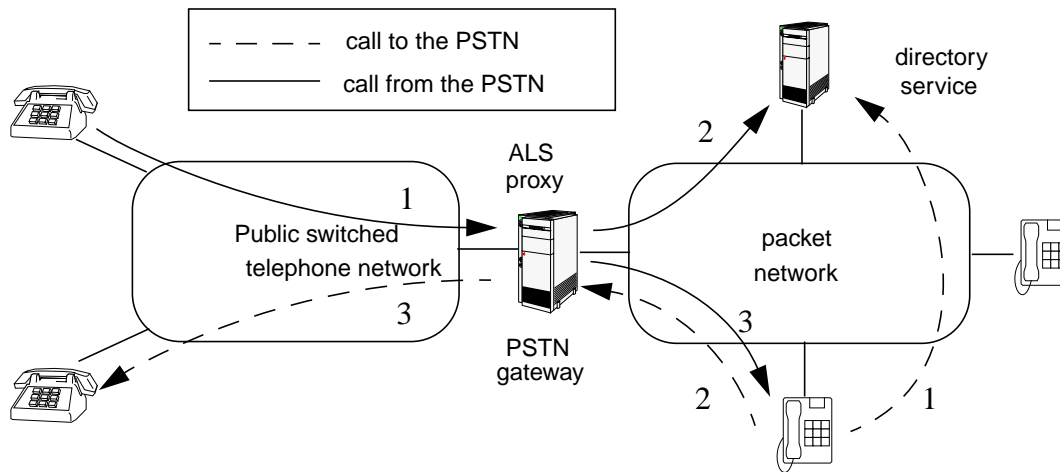 call to the PSTN
call from the PSTN
directory
service
2
ALS
proxy
1
Public switched
telephone network
packet
network
3
3
PSTN
gateway
2
1